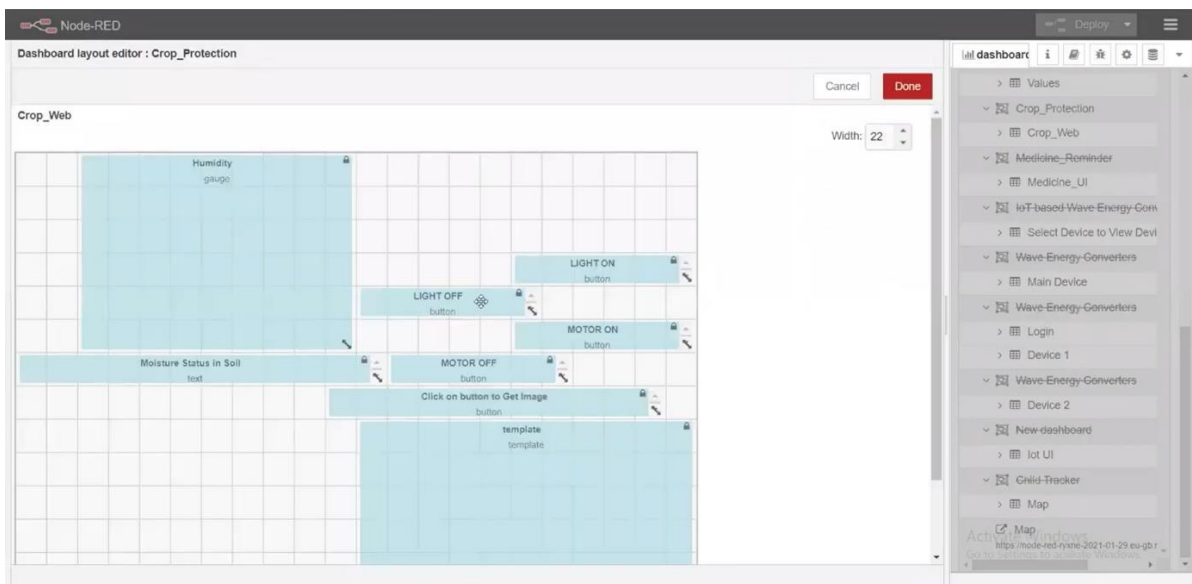 Node-RED
Deploy
Dashboard layout editor : Crop_Protection
dashboard
Cancel
Done
Crop_Web
Width: 22
Humidity
gauge
LIGHT ON
button
LIGHT OFF
button
MOTOR ON
button
Moisture Status in Soil
text
MOTOR OFF
button
Click on button to Get Image
button
template
template
Values
Crop_Protection
Crop_Web
Medicine_Reminder
Medicine_UI
IoT based Wave Energy Conv
Select Device to View Devi
Wave Energy Converters
Main Device
Wave Energy Converters
Login
Device 1
Wave Energy Converters
Device 2
New dashboard
Iot UI
Child Tracker
Map
Map
https://node-red-ryxne-2021-01-29.eu-gb.r
Activate Windows
Go to Settings to activate Windows.